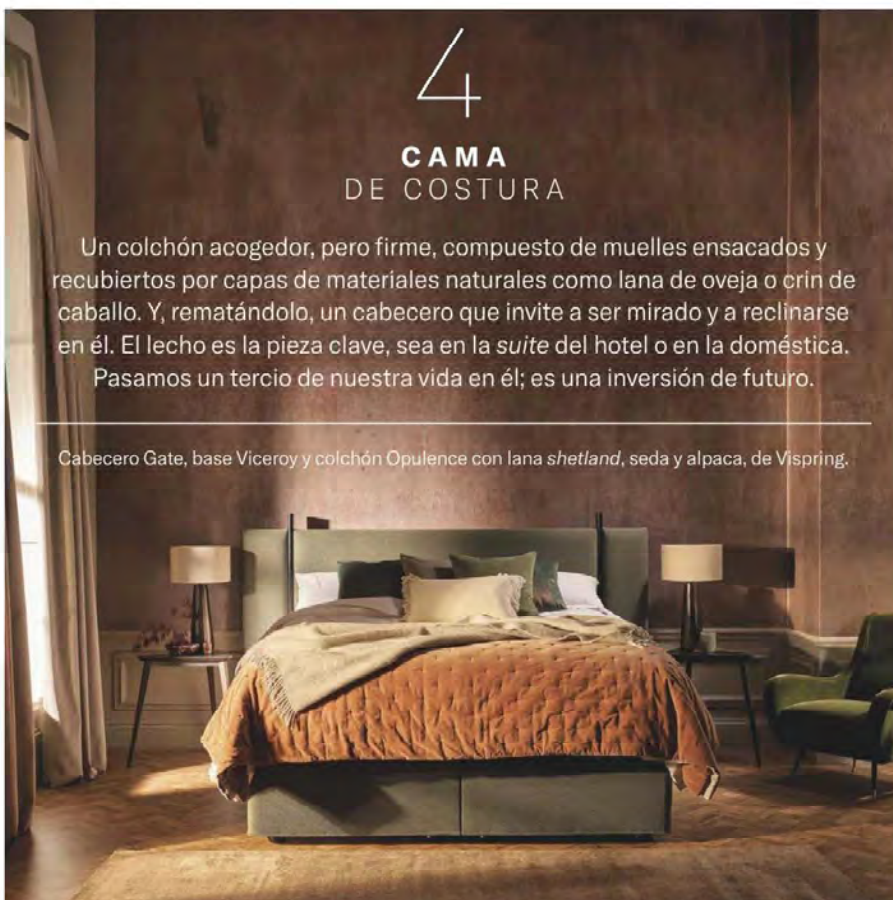 4
CAMA
DE COSTURA
Un colchón acogedor, pero firme, compuesto de muelles ensacados y
recubiertos por capas de materiales naturales como lana de oveja o crin de
caballo. Y, rematándolo, un cabecero que invite a ser mirado y a reclinarse
en él. El lecho es la pieza clave, sea en la suite del hotel o en la doméstica.
Pasamos un tercio de nuestra vida en él; es una inversión de futuro.
Cabecero Gate, base Viceroy y colchón Opulence con lana shetland, seda y alpaca, de Vispring.